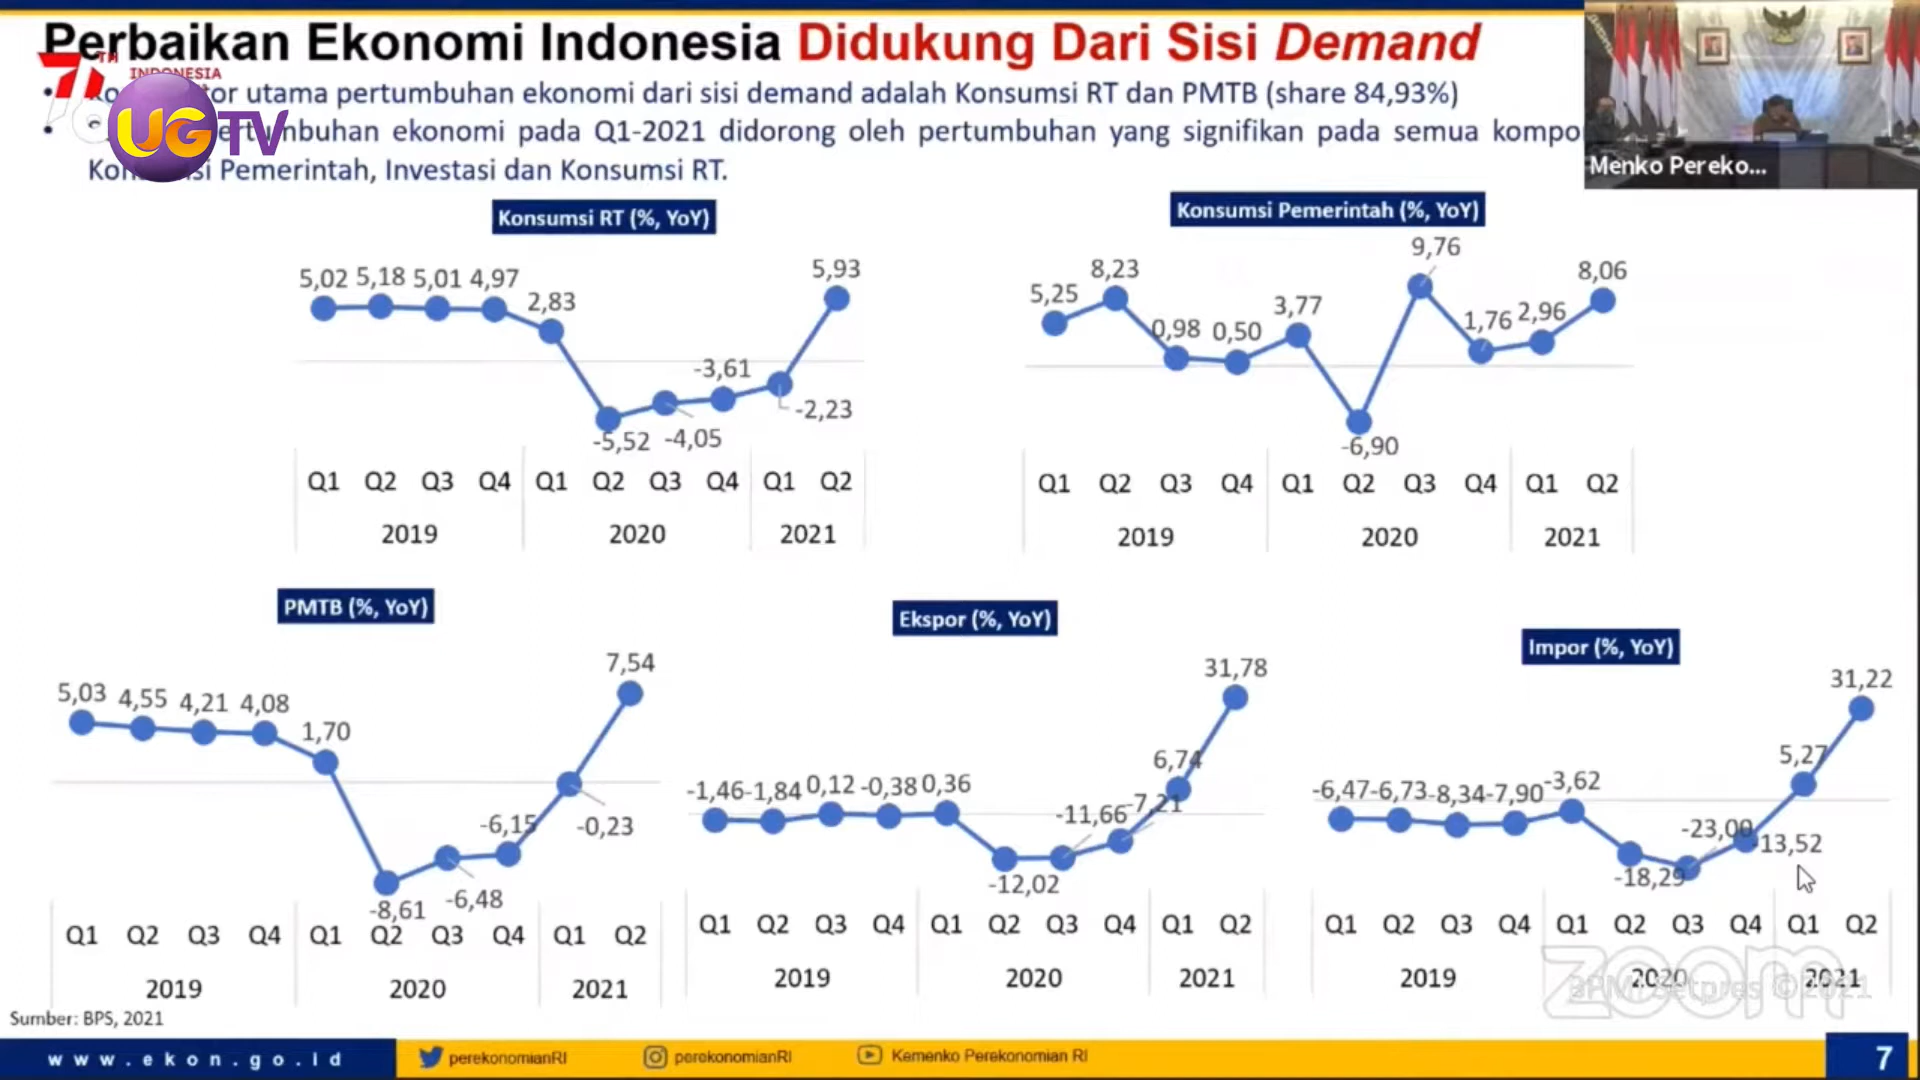 Perbaikan Ekonomi Indonesia Didukung Dari Sisi Demand
TH
INDONESIA
utama pertumbuhan ekonomi dari sisi demand adalah Konsumsi RT dan PMTB (share 84,93%)
UGTV
ekonomi pada Q1-2021 didorong oleh pertumbuhan yang signifikan pada semua
Pemerintah, Investasi dan Konsumsi RT.
Menko Pereko...
Konsumsi RT (%, YoY)
5,02 5,18 5,01 4,97 2,83 -5,52 -4,05 -3,61 -2,23 5,93
Q1 Q2 Q3 Q4 Q1 Q2 Q3 Q4 Q1 Q2
2019 2020 2021
Konsumsi Pemerintah (%, YoY)
5,25 8,23 0,98 0,50 3,77 -6,90 9,76 1,76 2,96 8,06
Q1 Q2 Q3 Q4 Q1 Q2 Q3 Q4 Q1 Q2
2019 2020 2021
PMTB (%, YoY)
5,03 4,55 4,21 4,08 1,70 -8,61 -6,48 -6,15 -0,23 7,54
Q1 Q2 Q3 Q4 Q1 Q2 Q3 Q4 Q1 Q2
2019 2020 2021
Ekspor (%, YoY)
-1,46 -1,84 0,12 -0,38 0,36 -12,02 -11,66 -7,21 6,74 31,78
Q1 Q2 Q3 Q4 Q1 Q2 Q3 Q4 Q1 Q2
2019 2020 2021
Impor (%, YoY)
-6,47 -6,73 -8,34 -7,90 -3,62 -18,29 -23,00 -13,52 5,27 31,22
Q1 Q2 Q3 Q4 Q1 Q2 Q3 Q4 Q1 Q2
2019 2020 2021
zoom
BPMI Setpres © 2021
Sumber: BPS, 2021
www.ekon.go.id
perekonomianRI
perekonomianRI
Kemenko Perekonomian RI
7